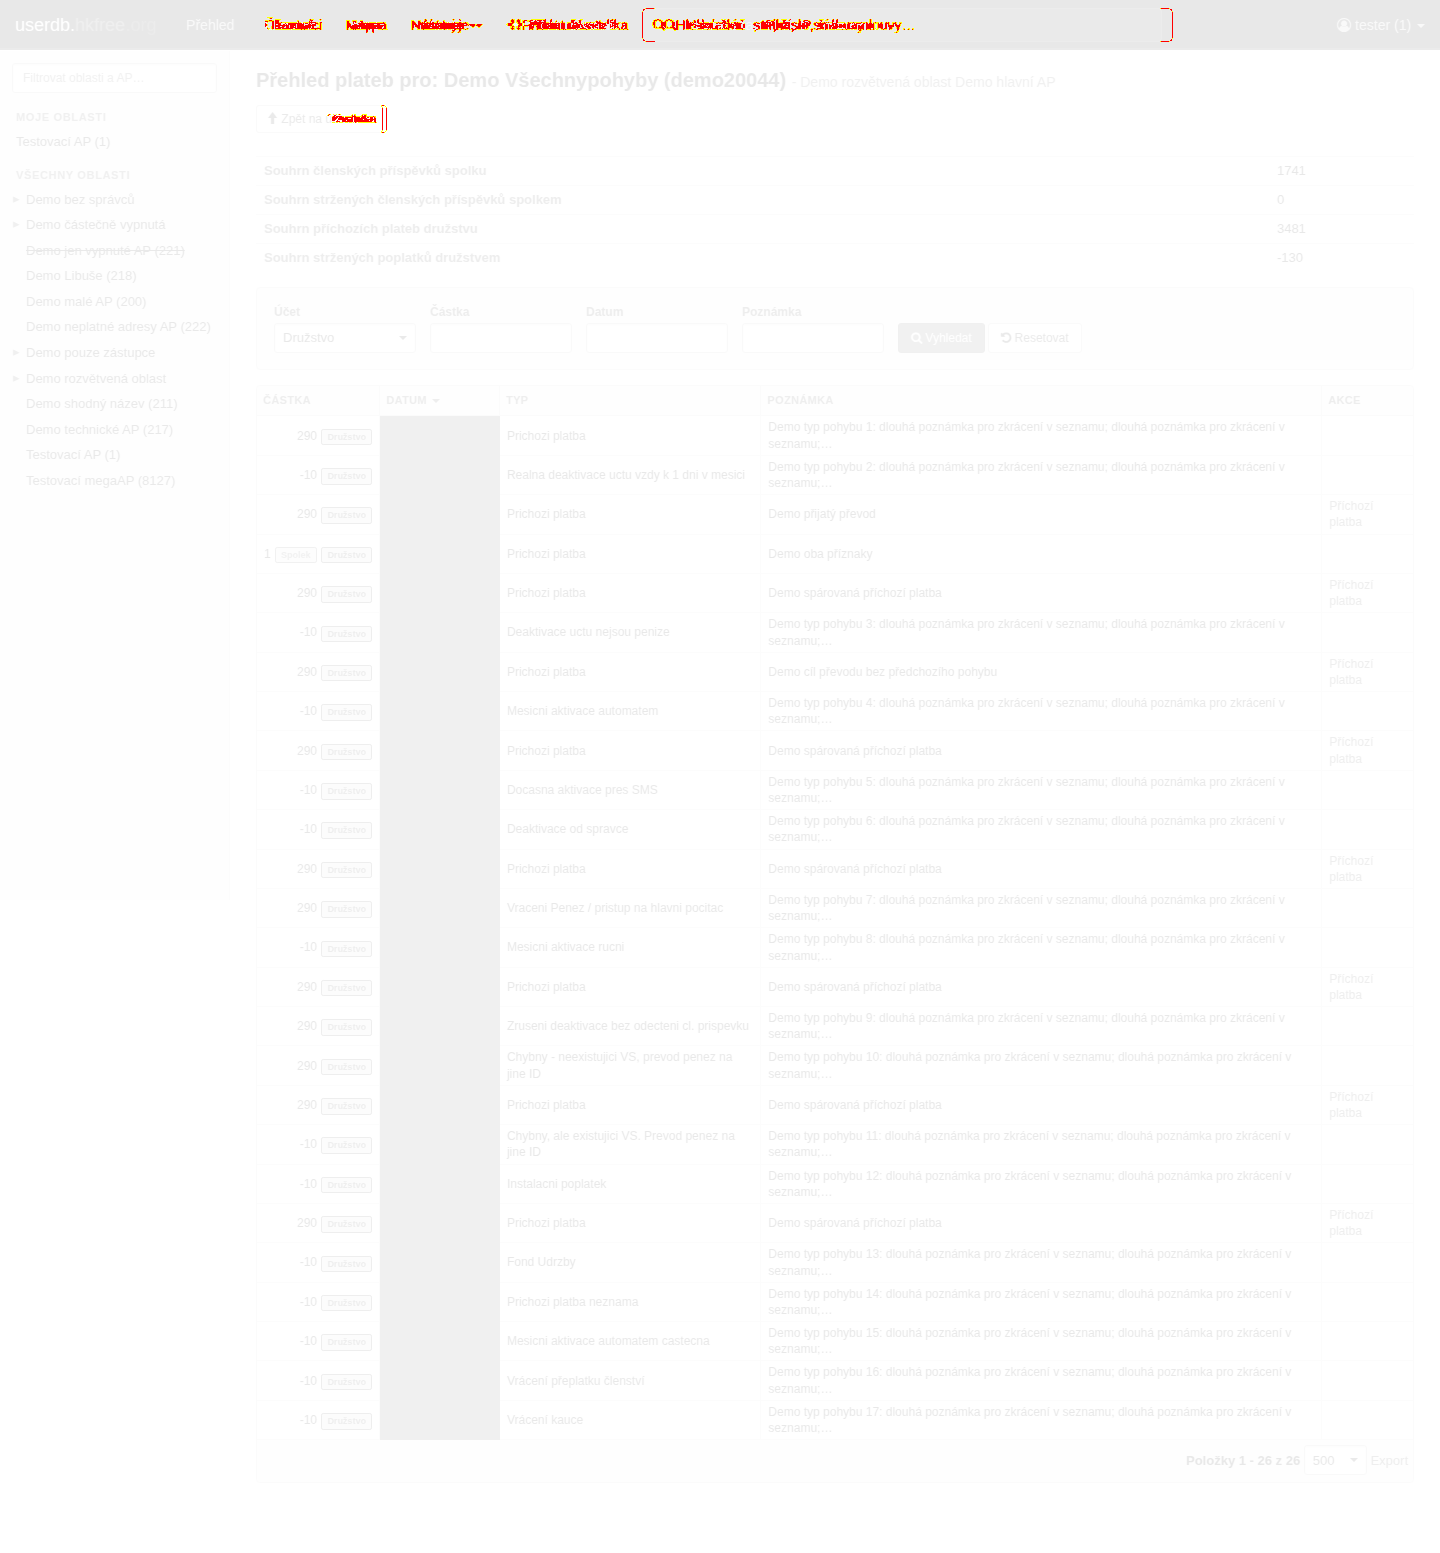 userdb.hkfree.org Přehled tester (1)
Filtrovat oblasti a AP...
MOJE OBLASTI
Testovací AP (1)
VŠECHNY OBLASTI
Demo bez správců
Demo částečně vypnutá
Demo jen vypnuté AP (221)
Demo Libuše (218)
Demo malé AP (200)
Demo neplatné adresy AP (222)
Demo pouze zástupce
Demo rozvětvená oblast
Demo shodný název (211)
Demo technické AP (217)
Testovací AP (1)
Testovací megaAP (8127)
Přehled plateb pro: Demo Všechnypohyby (demo20044) - Demo rozvětvená oblast Demo hlavní AP
Zpět na
Souhrn členských příspěvků spolku 1741
Souhrn stržených členských příspěvků spolkem 0
Souhrn příchozích plateb družstvu 3481
Souhrn stržených poplatků družstvem -130
Účet Částka Datum Poznámka
Družstvo Vyhledat Resetovat
ČÁSTKA DATUM TYP POZNÁMKA AKCE
290 Družstvo Prichozi platba Demo typ pohybu 1: dlouhá poznámka pro zkrácení v seznamu; dlouhá poznámka pro zkrácení v
seznamu;…
-10 Družstvo Realna deaktivace uctu vzdy k 1 dni v mesici Demo typ pohybu 2: dlouhá poznámka pro zkrácení v seznamu; dlouhá poznámka pro zkrácení v
seznamu;…
290 Družstvo Prichozi platba Demo přijatý převod Příchozí
platba
1 Spolek Družstvo Prichozi platba Demo oba příznaky
290 Družstvo Prichozi platba Demo spárovaná příchozí platba Příchozí
platba
-10 Družstvo Deaktivace uctu nejsou penize Demo typ pohybu 3: dlouhá poznámka pro zkrácení v seznamu; dlouhá poznámka pro zkrácení v
seznamu;…
290 Družstvo Prichozi platba Demo cíl převodu bez předchozího pohybu Příchozí
platba
-10 Družstvo Mesicni aktivace automatem Demo typ pohybu 4: dlouhá poznámka pro zkrácení v seznamu; dlouhá poznámka pro zkrácení v
seznamu;…
290 Družstvo Prichozi platba Demo spárovaná příchozí platba Příchozí
platba
-10 Družstvo Docasna aktivace pres SMS Demo typ pohybu 5: dlouhá poznámka pro zkrácení v seznamu; dlouhá poznámka pro zkrácení v
seznamu;…
-10 Družstvo Deaktivace od spravce Demo typ pohybu 6: dlouhá poznámka pro zkrácení v seznamu; dlouhá poznámka pro zkrácení v
seznamu;…
290 Družstvo Prichozi platba Demo spárovaná příchozí platba Příchozí
platba
290 Družstvo Vraceni Penez / pristup na hlavni pocitac Demo typ pohybu 7: dlouhá poznámka pro zkrácení v seznamu; dlouhá poznámka pro zkrácení v
seznamu;…
-10 Družstvo Mesicni aktivace rucni Demo typ pohybu 8: dlouhá poznámka pro zkrácení v seznamu; dlouhá poznámka pro zkrácení v
seznamu;…
290 Družstvo Prichozi platba Demo spárovaná příchozí platba Příchozí
platba
290 Družstvo Zruseni deaktivace bez odecteni cl. prispevku Demo typ pohybu 9: dlouhá poznámka pro zkrácení v seznamu; dlouhá poznámka pro zkrácení v
seznamu;…
290 Družstvo Chybny - neexistujici VS, prevod penez na Demo typ pohybu 10: dlouhá poznámka pro zkrácení v seznamu; dlouhá poznámka pro zkrácení v
jine ID seznamu;…
290 Družstvo Prichozi platba Demo spárovaná příchozí platba Příchozí
platba
-10 Družstvo Chybny, ale existujici VS. Prevod penez na Demo typ pohybu 11: dlouhá poznámka pro zkrácení v seznamu; dlouhá poznámka pro zkrácení v
jine ID seznamu;…
-10 Družstvo Instalacni poplatek Demo typ pohybu 12: dlouhá poznámka pro zkrácení v seznamu; dlouhá poznámka pro zkrácení v
seznamu;…
290 Družstvo Prichozi platba Demo spárovaná příchozí platba Příchozí
platba
-10 Družstvo Fond Udrzby Demo typ pohybu 13: dlouhá poznámka pro zkrácení v seznamu; dlouhá poznámka pro zkrácení v
seznamu;…
-10 Družstvo Prichozi platba neznama Demo typ pohybu 14: dlouhá poznámka pro zkrácení v seznamu; dlouhá poznámka pro zkrácení v
seznamu;…
-10 Družstvo Mesicni aktivace automatem castecna Demo typ pohybu 15: dlouhá poznámka pro zkrácení v seznamu; dlouhá poznámka pro zkrácení v
seznamu;…
-10 Družstvo Vrácení přeplatku členství Demo typ pohybu 16: dlouhá poznámka pro zkrácení v seznamu; dlouhá poznámka pro zkrácení v
seznamu;…
-10 Družstvo Vrácení kauce Demo typ pohybu 17: dlouhá poznámka pro zkrácení v seznamu; dlouhá poznámka pro zkrácení v
seznamu;…
Položky 1 - 26 z 26 500 Export